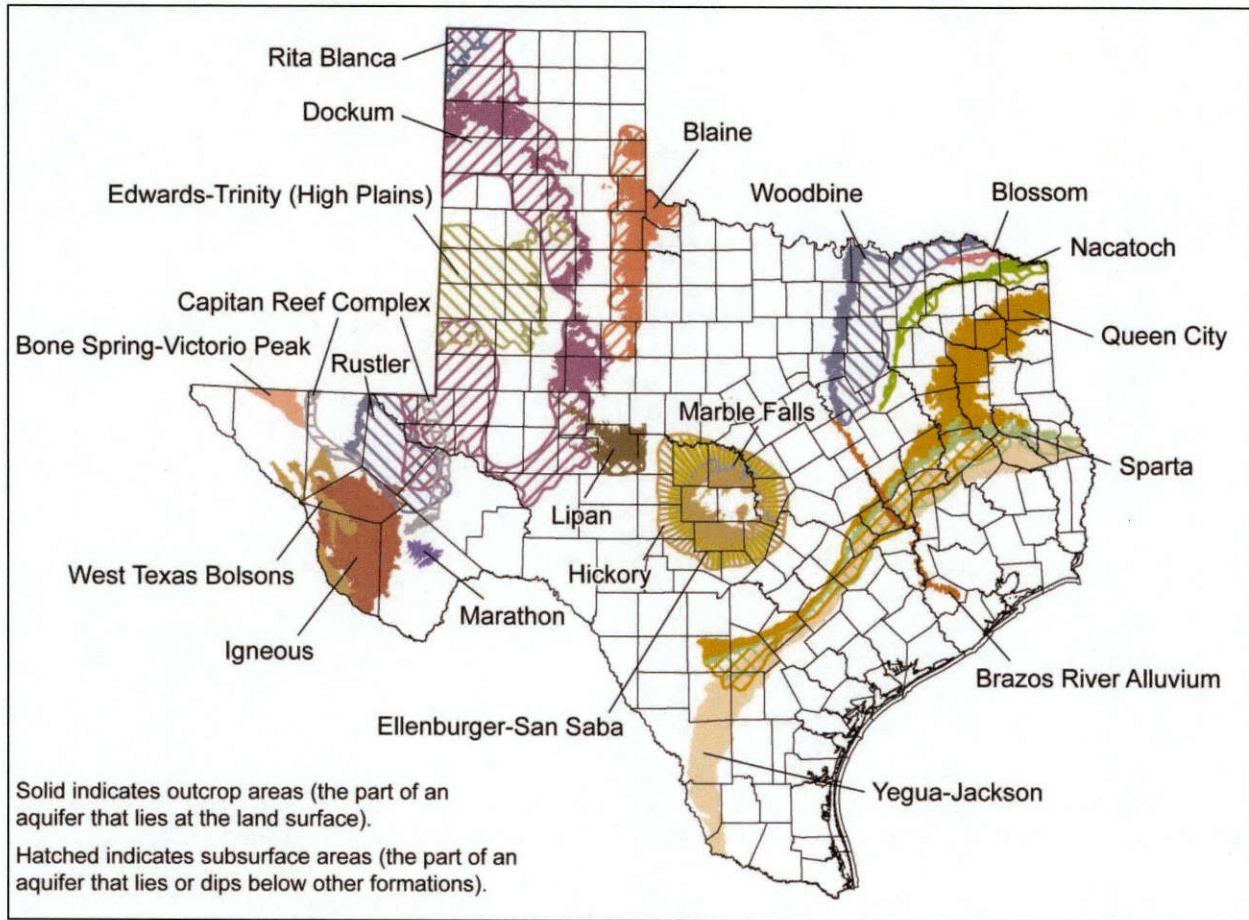 Rita Blanca
Dockum
Blaine
Woodbine
Blossom
Edwards-Trinity (High Plains)
Nacatoch
Capitan Reef Complex
Queen City
Bone Spring-Victorio Peak
Rustler
Marble Falls
Sparta
Lipan
West Texas Bolsons
Hickory
Marathon
Igneous
Brazos River Alluvium
Ellenburger-San Saba
Yegua-Jackson
Solid indicates outcrop areas (the part of an
aquifer that lies at the land surface).
Hatched indicates subsurface areas (the part of an
aquifer that lies or dips below other formations).